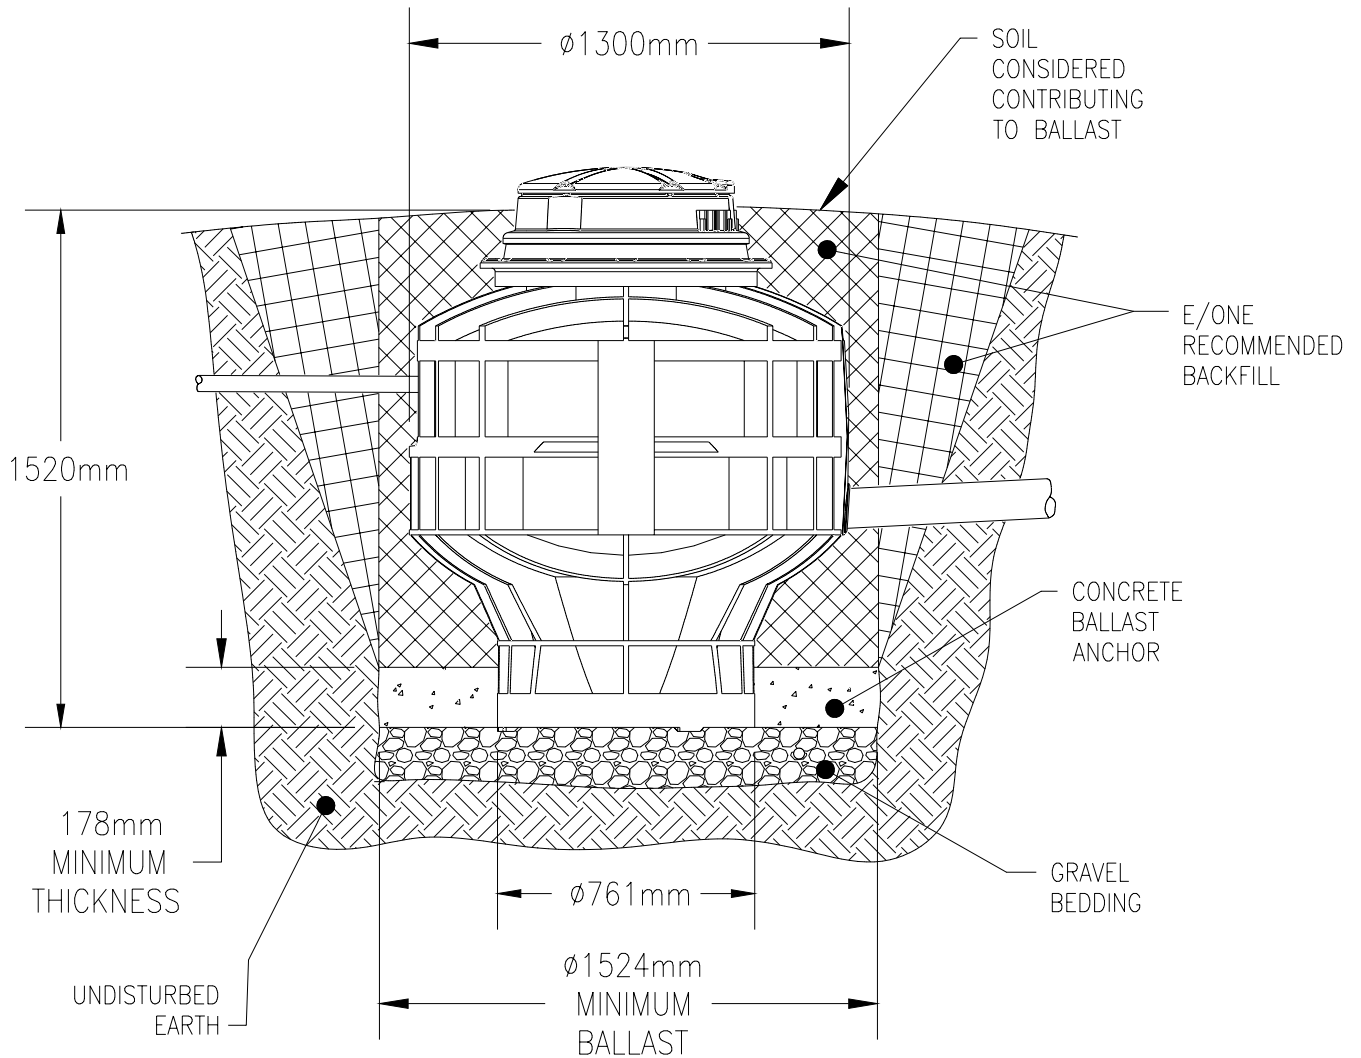 ø1300mm
SOIL
CONSIDERED
CONTRIBUTING
TO BALLAST
E/ONE
RECOMMENDED
BACKFILL
1520mm
CONCRETE
BALLAST
ANCHOR
178mm
MINIMUM
THICKNESS
GRAVEL
BEDDING
ø761mm
ø1524mm
MINIMUM
BALLAST
UNDISTURBED
EARTH